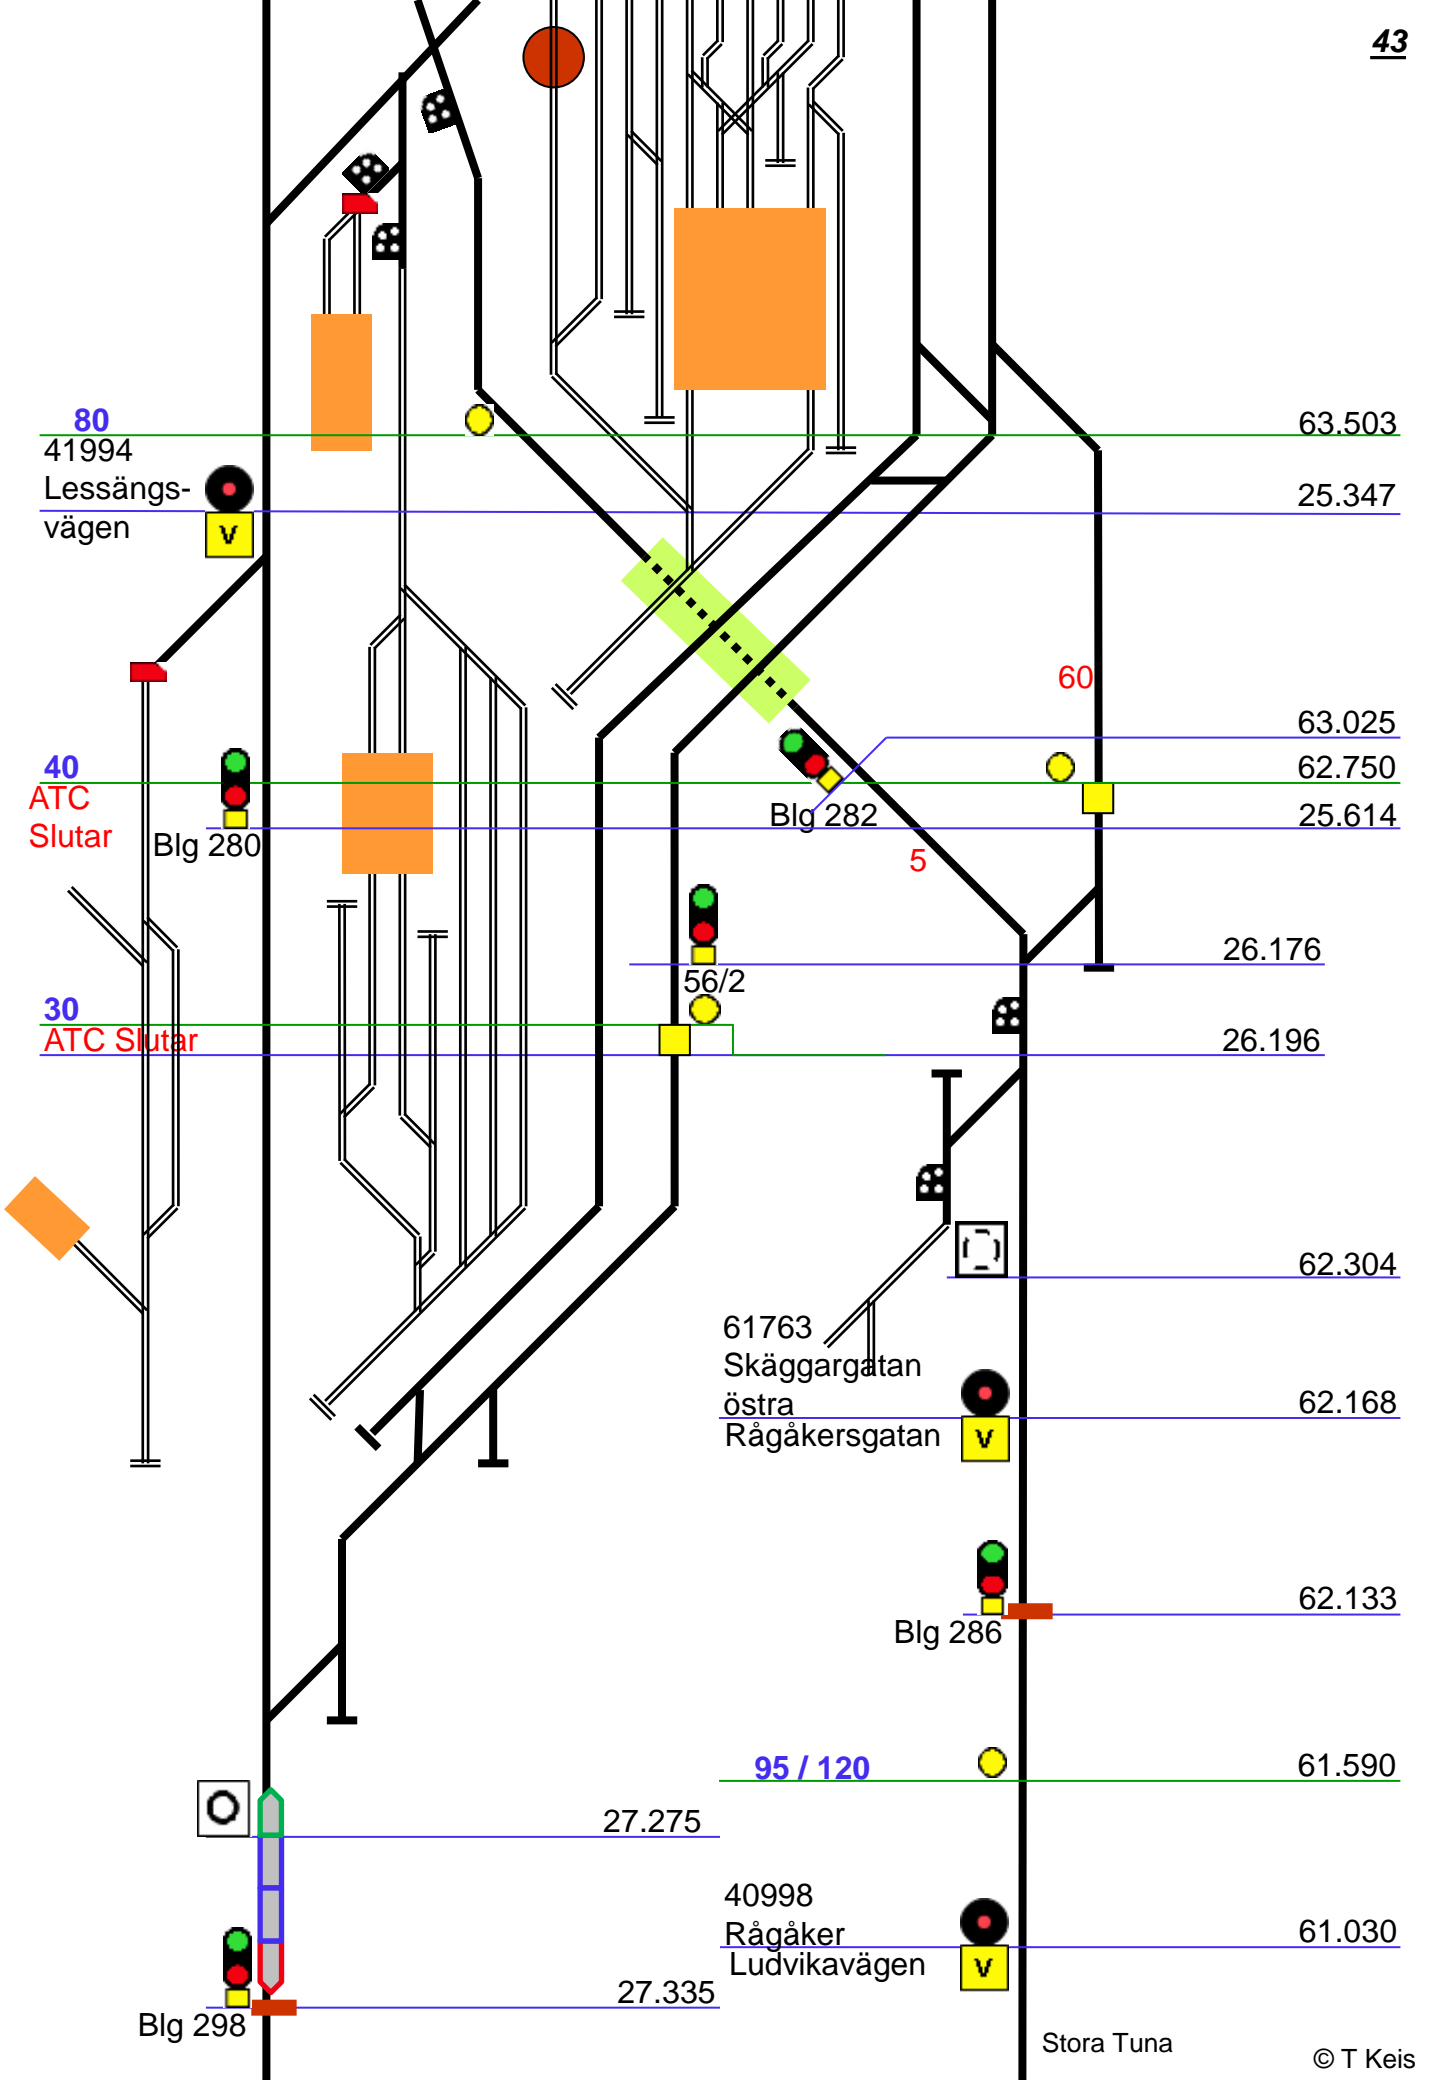 43
80
63.503
41994
Lessängs-
vägen
25.347
V
60
63.025
40
62.750
ATC
Slutar
25.614
Blg 280
Blg 282
5
26.176
56/2
30
ATC Slutar
26.196
62.304
61763
Skäggargatan
östra
Rågåkersgatan
62.168
V
62.133
Blg 286
95 / 120
61.590
27.275
40998
Rågåker
Ludvikavägen
61.030
V
27.335
Blg 298
Stora Tuna
© T Keis